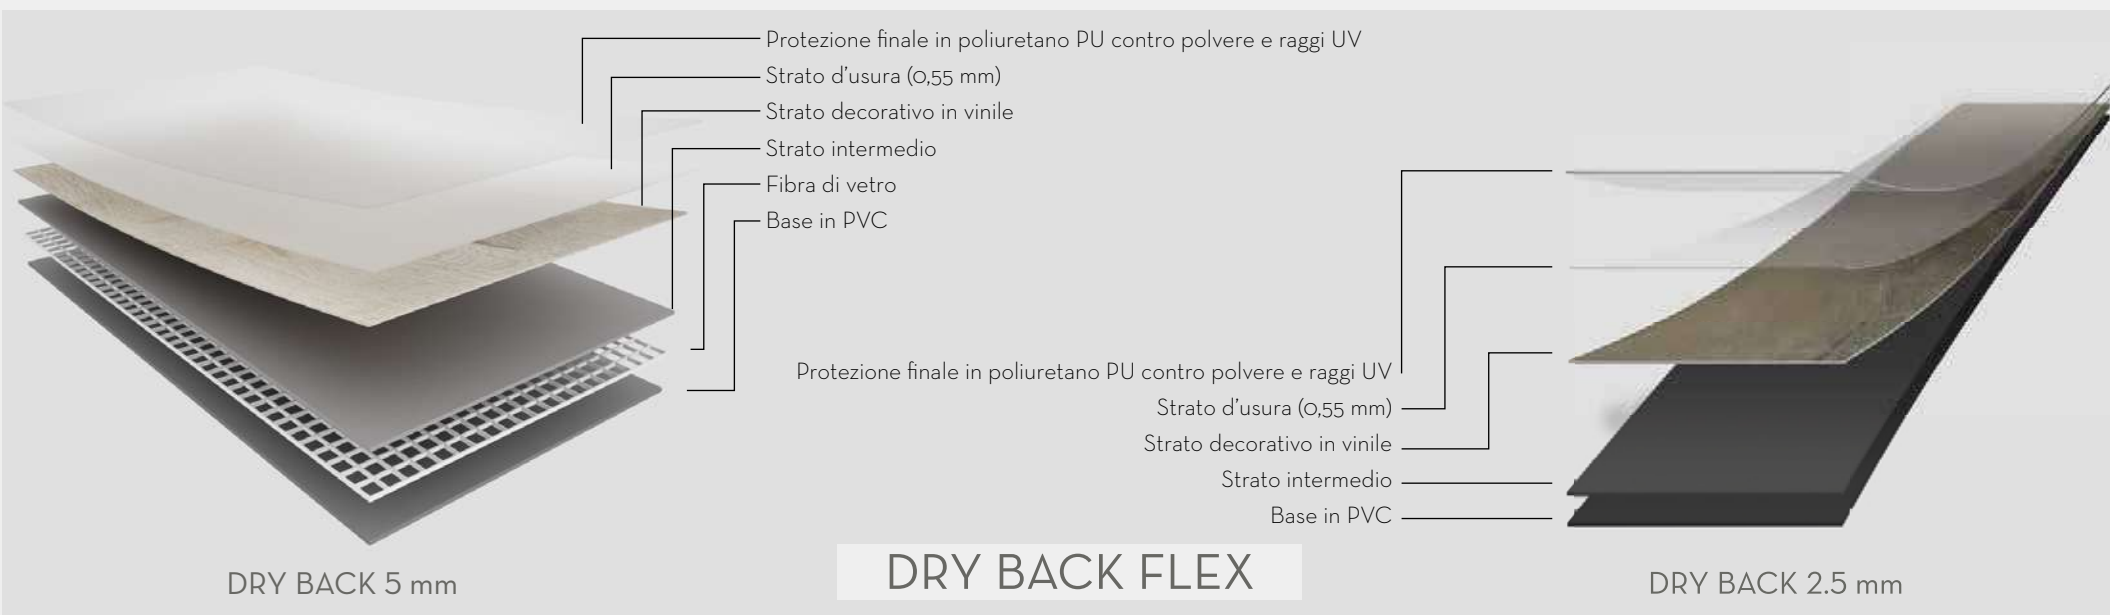 Protezione finale in poliuretano PU contro polvere e raggi UV
Strato d'usura (0,55 mm)
Strato decorativo in vinile
Strato intermedio
Fibra di vetro
Base in PVC
Protezione finale in poliuretano PU contro polvere e raggi UV
Strato d'usura (0,55 mm)
Strato decorativo in vinile
Strato intermedio
Base in PVC
DRY BACK 5 mm
DRY BACK FLEX
DRY BACK 2.5 mm